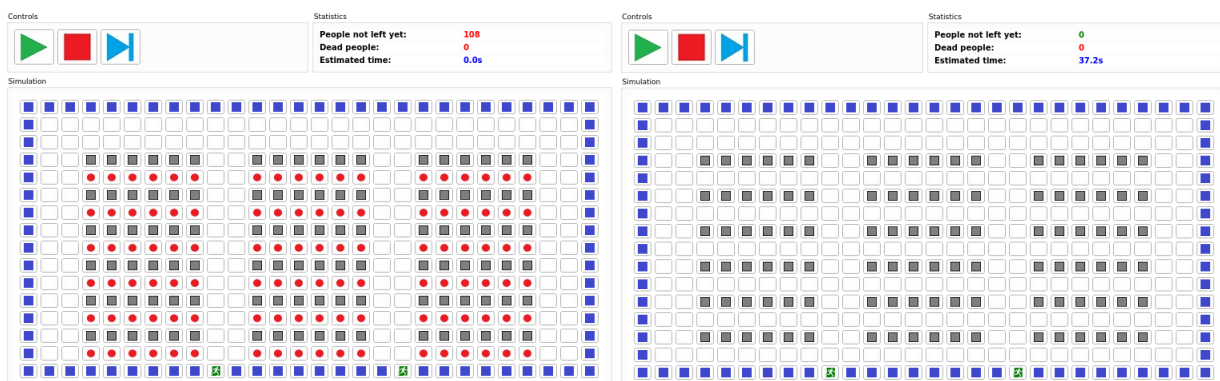 Controls
Statistics
People not left yet: 108
Dead people: 0
Estimated time: 0.0s
Simulation
Controls
Statistics
People not left yet: 0
Dead people: 0
Estimated time: 37.2s
Simulation